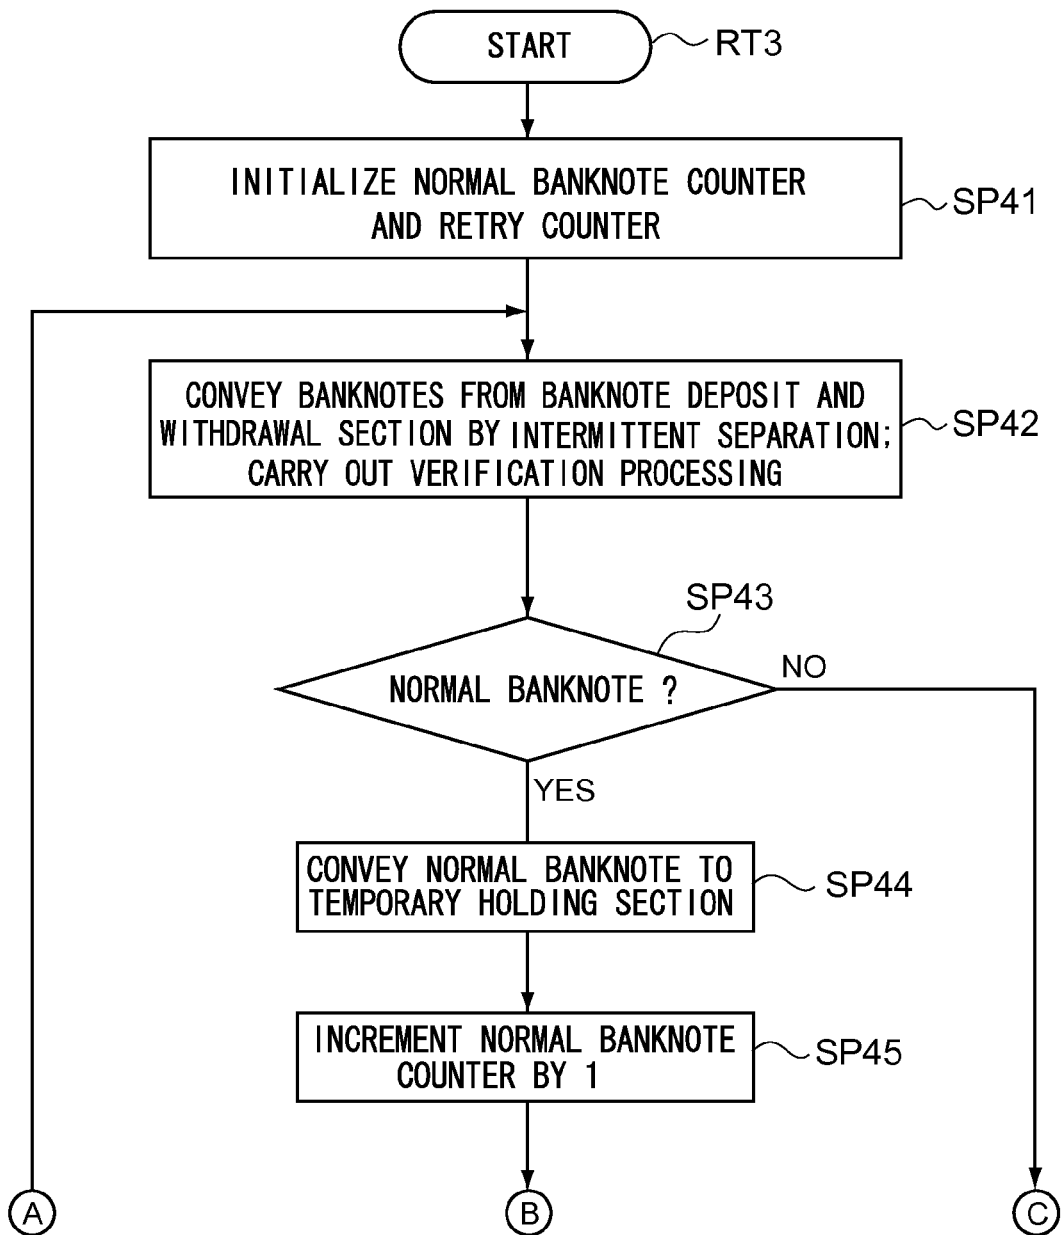 START
RT3
INITIALIZE NORMAL BANKNOTE COUNTER
AND RETRY COUNTER
SP41
CONVEY BANKNOTES FROM BANKNOTE DEPOSIT AND
WITHDRAWAL SECTION BY INTERMITTENT SEPARATION;
CARRY OUT VERIFICATION PROCESSING
SP42
SP43
NORMAL BANKNOTE ?
NO
YES
CONVEY NORMAL BANKNOTE TO
TEMPORARY HOLDING SECTION
SP44
INCREMENT NORMAL BANKNOTE
COUNTER BY 1
SP45
A
B
C